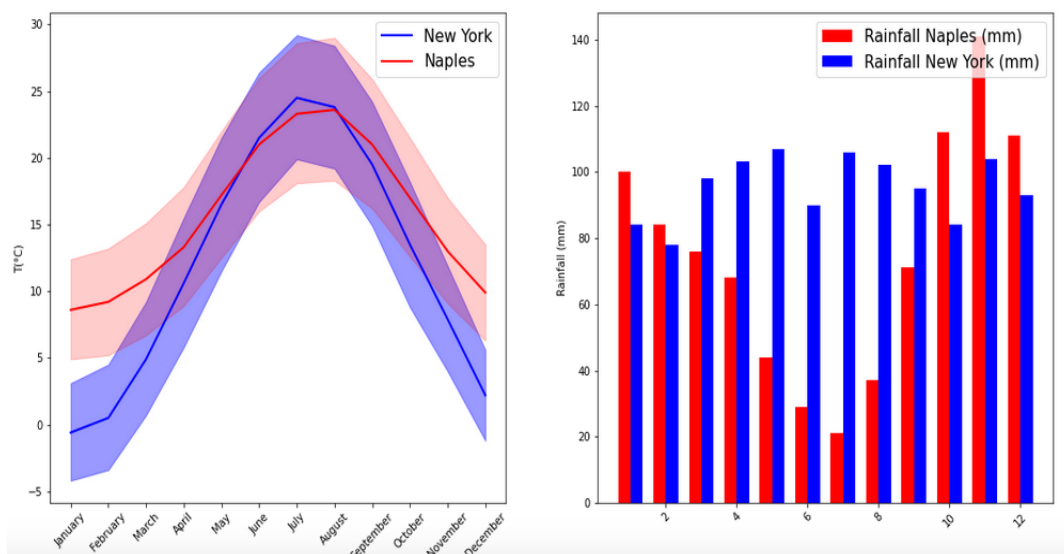 New York
Naples
T(°C)
30
25
20
15
10
5
0
−5
January
February
March
April
May
June
July
August
September
October
November
December
Rainfall Naples (mm)
Rainfall New York (mm)
Rainfall (mm)
140
120
100
80
60
40
20
0
2
4
6
8
10
12